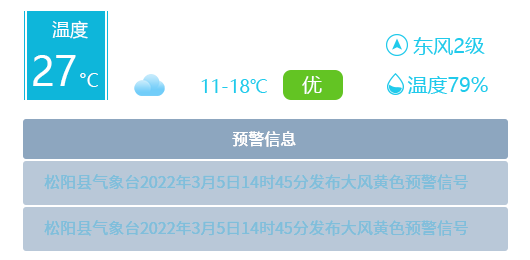 温度
27℃
11-18℃
优
东风2级
温度79%
预警信息
松阳县气象台2022年3月5日14时45分发布大风黄色预警信号
松阳县气象台2022年3月5日14时45分发布大风黄色预警信号